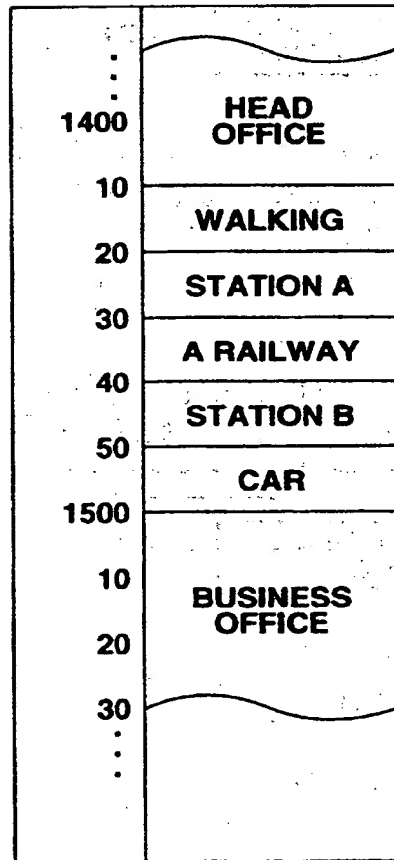 1400
HEAD
OFFICE
10
WALKING
20
STATION A
30
A RAILWAY
40
STATION B
50
CAR
1500
10
BUSINESS
OFFICE
20
30